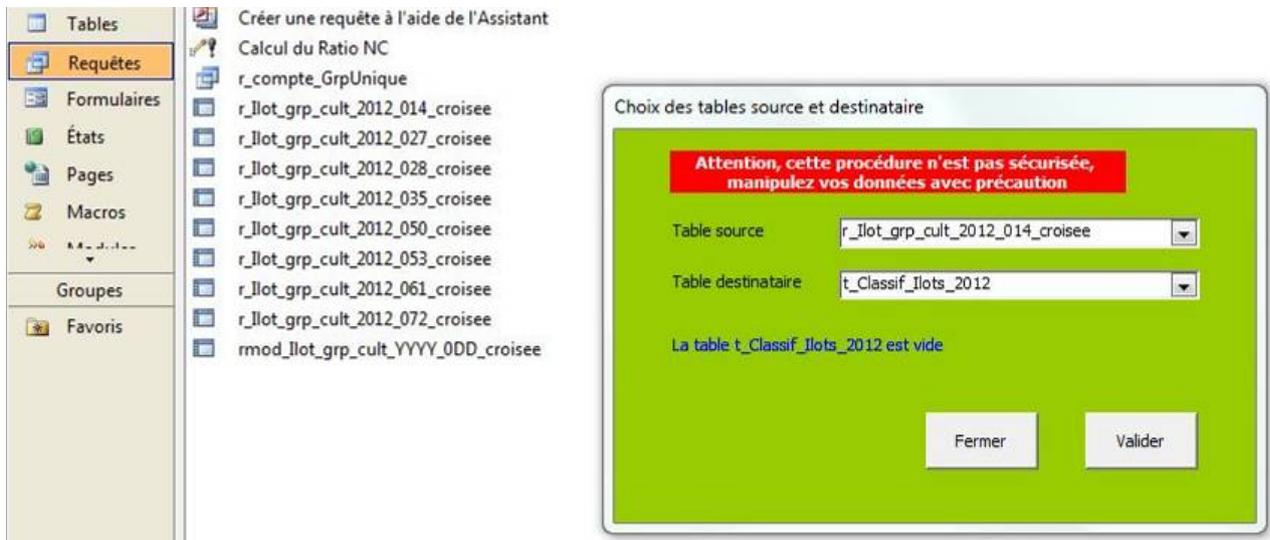 Tables
Requêtes
Formulaires
États
Pages
Macros
Groupes
Favoris
Créer une requête à l'aide de l'Assistant
Calcul du Ratio NC
r_compte_GrpUnique
r_Ilot_grp_cult_2012_014_croisee
r_Ilot_grp_cult_2012_027_croisee
r_Ilot_grp_cult_2012_028_croisee
r_Ilot_grp_cult_2012_035_croisee
r_Ilot_grp_cult_2012_050_croisee
r_Ilot_grp_cult_2012_053_croisee
r_Ilot_grp_cult_2012_061_croisee
r_Ilot_grp_cult_2012_072_croisee
rmod_Ilot_grp_cult_YYYY_0DD_croisee
Choix des tables source et destinataire
Attention, cette procédure n'est pas sécurisée,
manipulez vos données avec précaution
Table source r_Ilot_grp_cult_2012_014_croisee
Table destinataire t_Classif_Ilots_2012
La table t_Classif_Ilots_2012 est vide
Fermer Valider